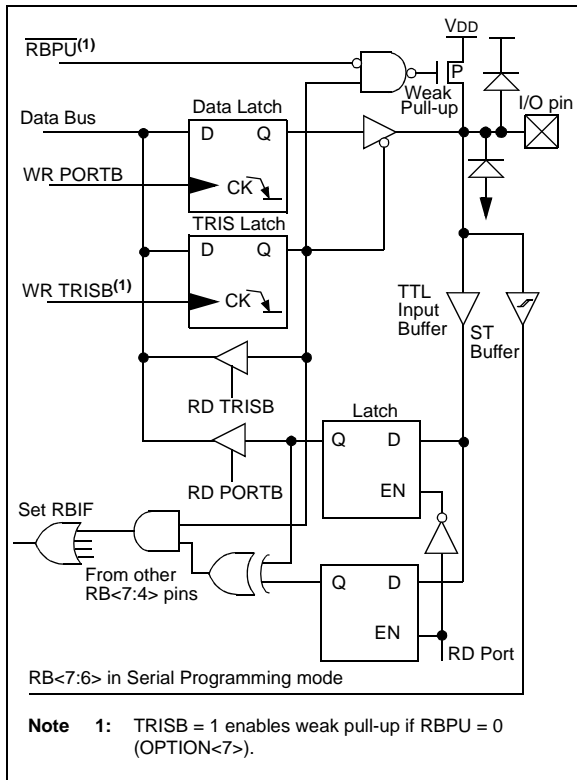 RBPU(1)
VDD
P
Weak
Pull-up
I/O pin
Data Latch
Data Bus
D Q
WR PORTB
CK
TRIS Latch
D Q
WR TRISB(1)
CK
TTL
Input
Buffer
ST
Buffer
RD TRISB
Latch
Q D
EN
RD PORTB
Set RBIF
From other
RB<7:4> pins
Q D
EN
RD Port
RB<7:6> in Serial Programming mode
Note 1: TRISB = 1 enables weak pull-up if RBPU = 0
(OPTION<7>).